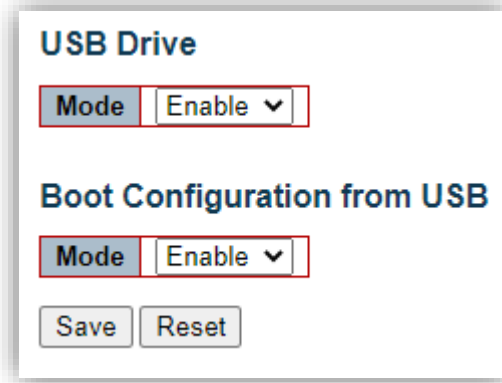 USB Drive
Mode Enable
Boot Configuration from USB
Mode Enable
Save Reset